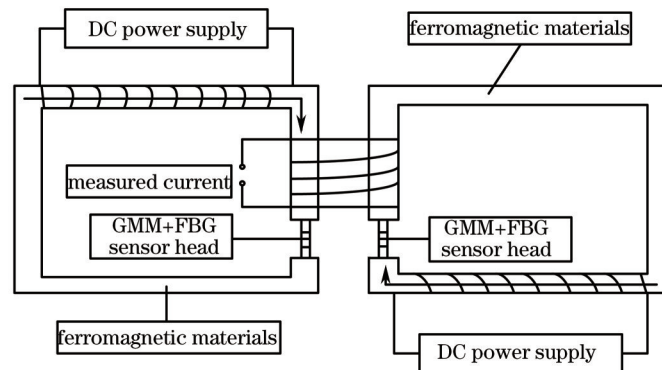 DC power supply
ferromagnetic materials
measured current
GMM+FBG
sensor head
GMM+FBG
sensor head
ferromagnetic materials
DC power supply